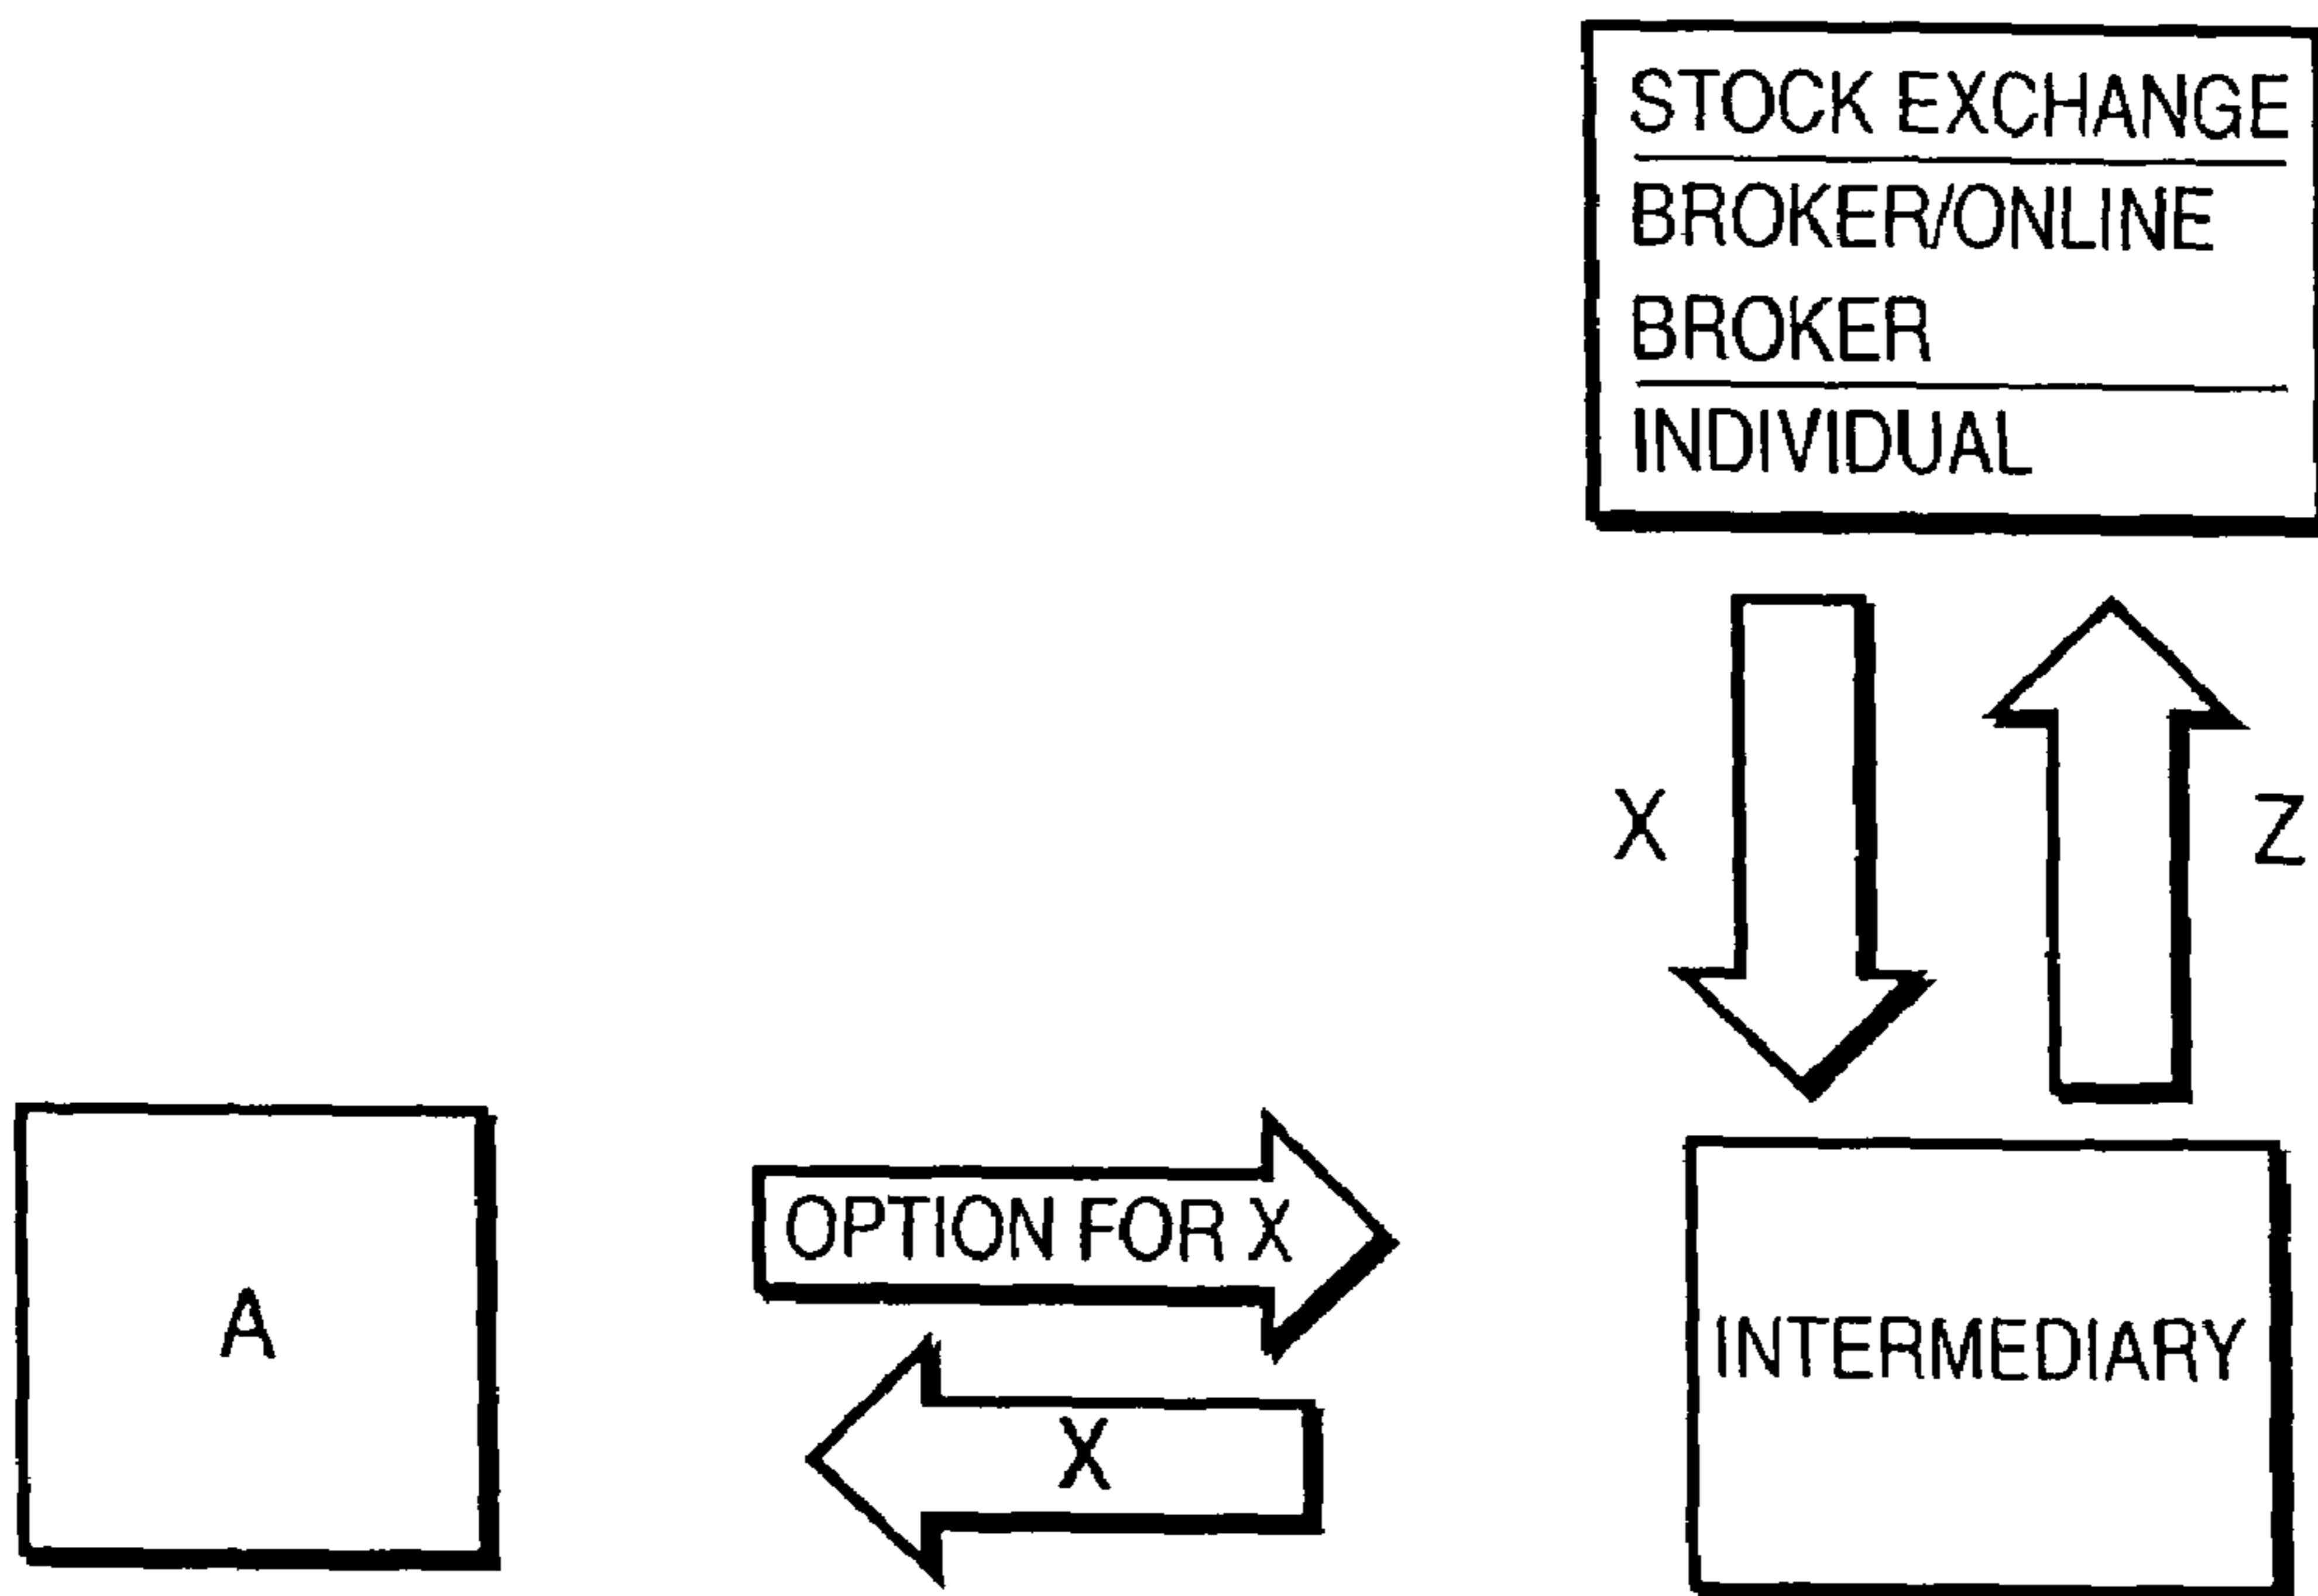 STOCK EXCHANGE
BROKER/ONLINE
BROKER
INDIVIDUAL
X
Z
A
OPTION FOR X
X
INTERMEDIARY